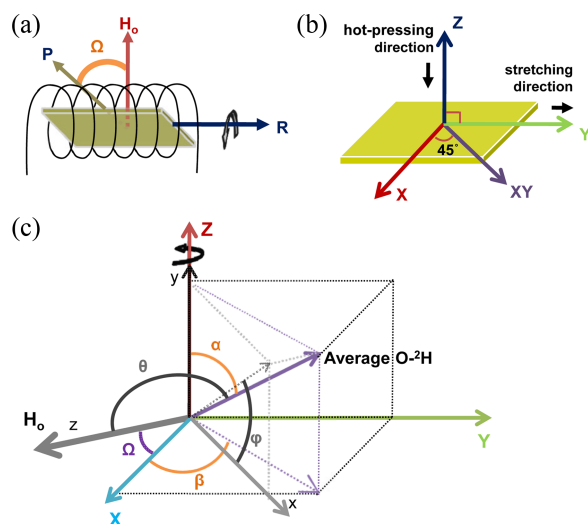 (a)
Hₒ
P
Ω
R
(b)
Z
hot-pressing
direction
stretching
direction
Y
45°
X
XY
(c)
Z
y
α
Average O-²H
θ
Hₒ
z
Ω
φ
Y
β
X
x